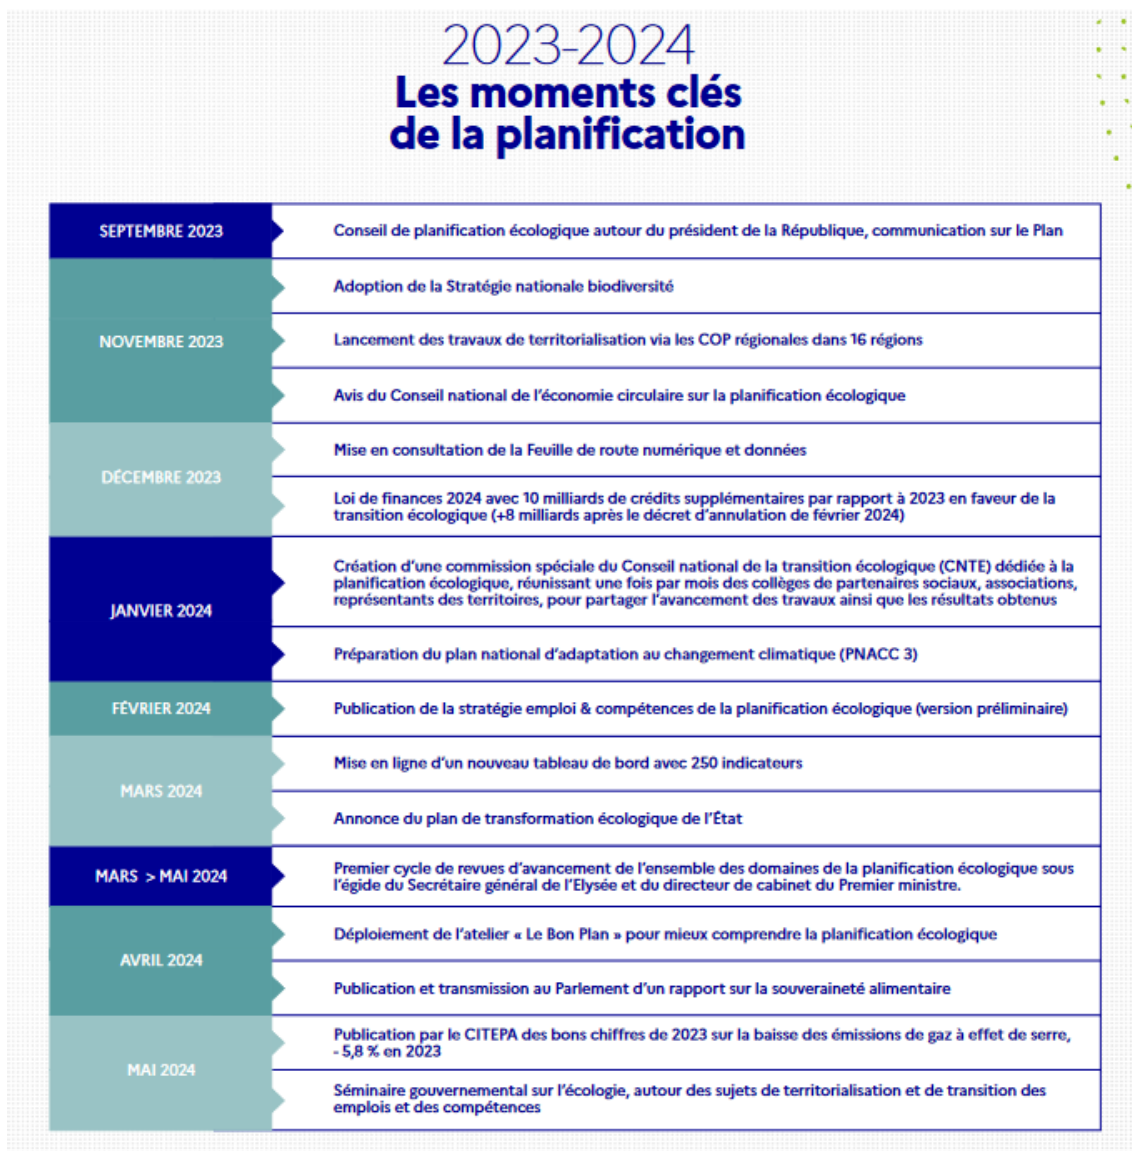 2023-2024
Les moments clés
de la planification
SEPTEMBRE 2023
Conseil de planification écologique autour du président de la République, communication sur le Plan
NOVEMBRE 2023
Adoption de la Stratégie nationale biodiversité
Lancement des travaux de territorialisation via les COP régionales dans 16 régions
Avis du Conseil national de l'économie circulaire sur la planification écologique
DÉCEMBRE 2023
Mise en consultation de la Feuille de route numérique et données
Loi de finances 2024 avec 10 milliards de crédits supplémentaires par rapport à 2023 en faveur de la
transition écologique (+8 milliards après le décret d'annulation de février 2024)
JANVIER 2024
Création d'une commission spéciale du Conseil national de la transition écologique (CNTE) dédiée à la
planification écologique, réunissant une fois par mois des collèges de partenaires sociaux, associations,
représentants des territoires, pour partager l'avancement des travaux ainsi que les résultats obtenus
Préparation du plan national d'adaptation au changement climatique (PNACC 3)
FÉVRIER 2024
Publication de la stratégie emploi & compétences de la planification écologique (version préliminaire)
MARS 2024
Mise en ligne d'un nouveau tableau de bord avec 250 indicateurs
Annonce du plan de transformation écologique de l'État
MARS > MAI 2024
Premier cycle de revues d'avancement de l'ensemble des domaines de la planification écologique sous
l'égide du Secrétaire général de l'Elysée et du directeur de cabinet du Premier ministre.
AVRIL 2024
Déploiement de l'atelier « Le Bon Plan » pour mieux comprendre la planification écologique
Publication et transmission au Parlement d'un rapport sur la souveraineté alimentaire
MAI 2024
Publication par le CITEPA des bons chiffres de 2023 sur la baisse des émissions de gaz à effet de serre,
- 5,8 % en 2023
Séminaire gouvernemental sur l'écologie, autour des sujets de territorialisation et de transition des
emplois et des compétences